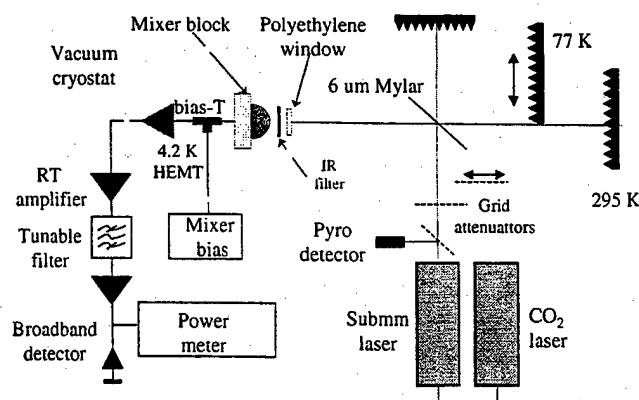 Mixer block
Polyethylene
window
Vacuum
cryostat
77 K
6 um Mylar
bias-T
4.2 K
HEMT
IR
filter
295 K
RT
amplifier
Grid
attenuattors
Tunable
filter
Mixer
bias
Pyro
detector
Broadband
detector
Power
meter
Submm
laser
CO2
laser